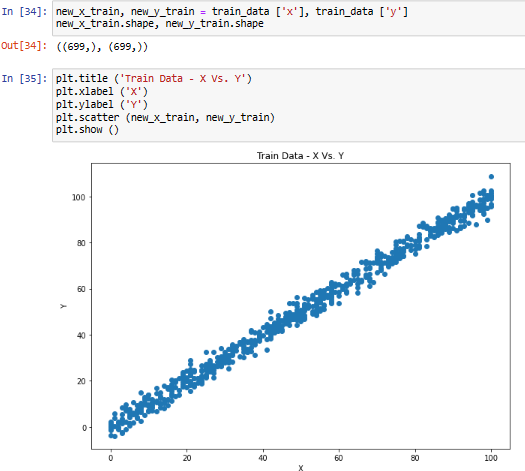 In [34]: new_x_train, new_y_train = train_data ['x'], train_data ['y']
new_x_train.shape, new_y_train.shape
Out[34]: ((699,), (699,))
In [35]: plt.title ('Train Data - X Vs. Y')
plt.xlabel ('X')
plt.ylabel ('Y')
plt.scatter (new_x_train, new_y_train)
plt.show ()
Train Data - X Vs. Y
100
80
60
Y
40
20
0
0 20 40 60 80 100
X